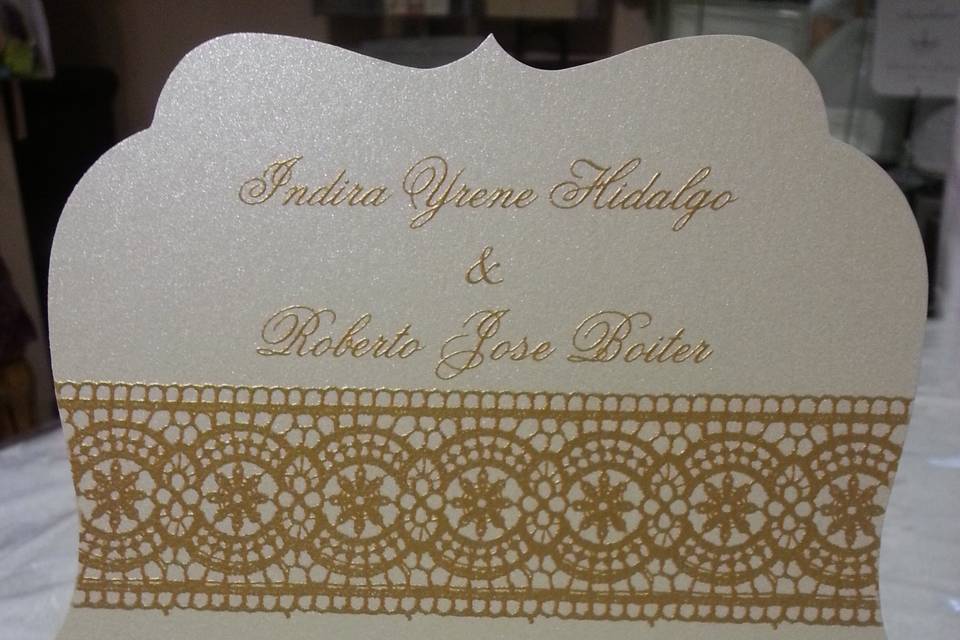 Indira Yrene Hidalgo
&
Roberto Jose Boiter